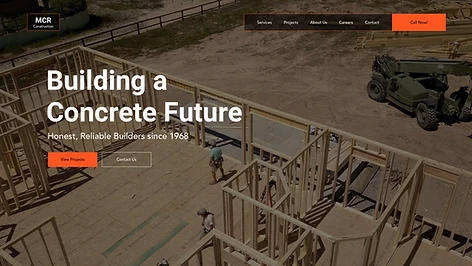 MCR
Construction
Services
Projects
About Us
Careers
Contact
Call Now!
Building a
Concrete Future
Honest, Reliable Builders since 1968
View Projects
Contact Us